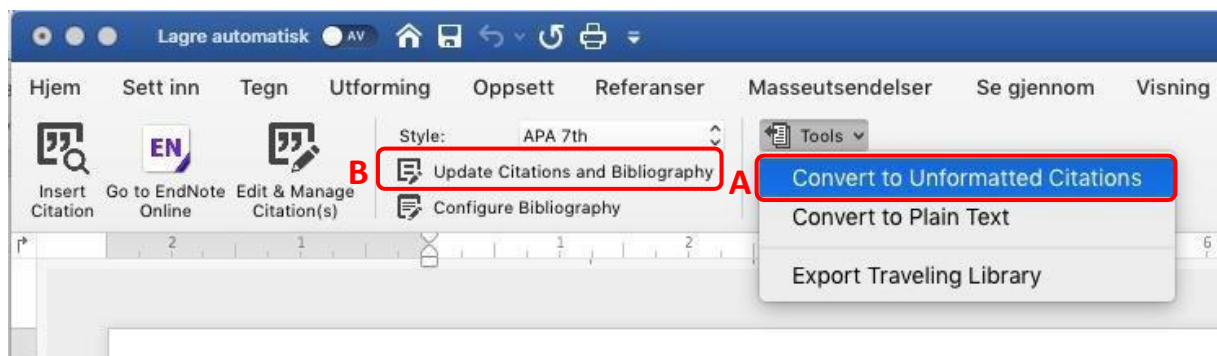 Lagre automatisk AV
Hjem Sett inn Tegn Utforming Oppsett Referanser Masseutsendelser Se gjennom Visning
Insert Citation
EN
Go to EndNote Online
Edit & Manage Citation(s)
Style: APA 7th
B Update Citations and Bibliography
Configure Bibliography
Tools
A Convert to Unformatted Citations
Convert to Plain Text
Export Traveling Library
2 1 1 2 6